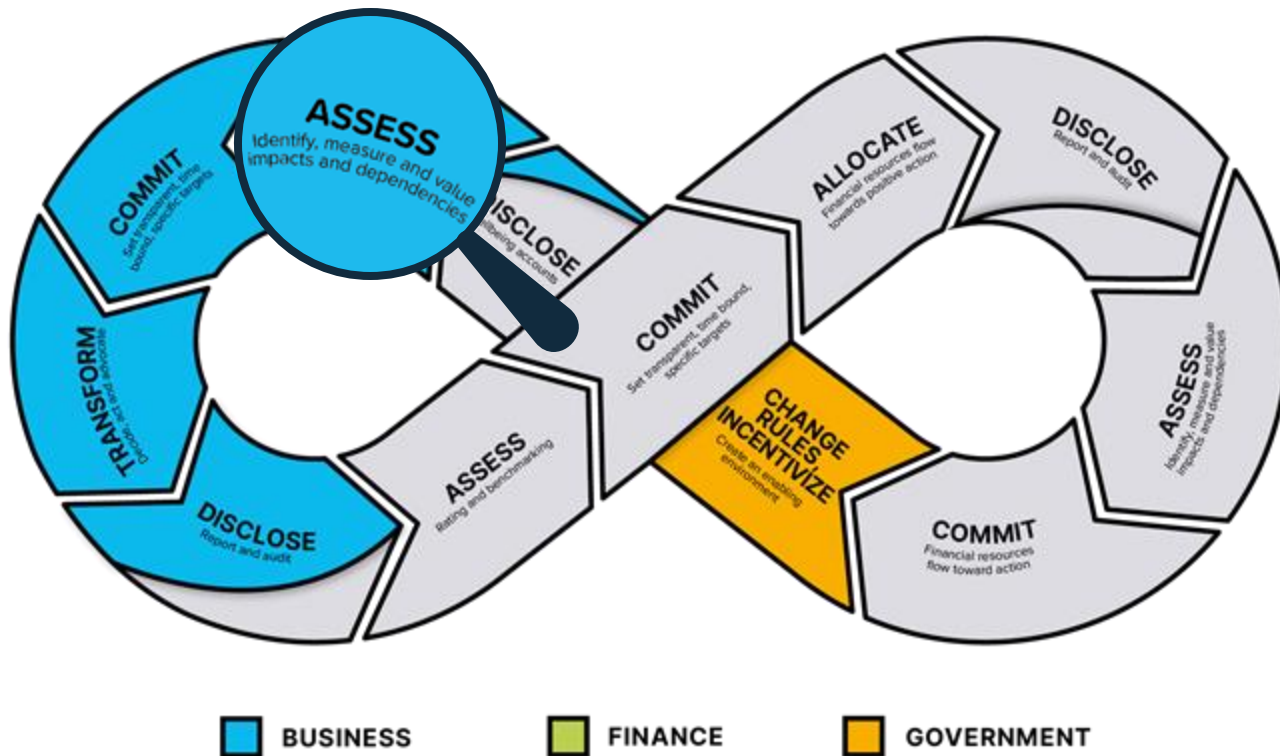 ASSESS
Identify, measure and value
impacts and dependencies
COMMIT
Set transparent, time
bound, specific targets
TRANSFORM
Decide, act and advocate
DISCLOSE
Report and audit
ASSESS
Rating and benchmarking
COMMIT
Set transparent, time bound,
specific targets
ALLOCATE
Financial resources flow
towards positive action
DISCLOSE
Report and audit
ASSESS
Identify, measure and value
impacts and dependencies
COMMIT
Financial resources
flow toward action
CHANGE
RULES
INCENTIVIZE
Create an enabling
environment
DISCLOSE
accounts
BUSINESS
FINANCE
GOVERNMENT